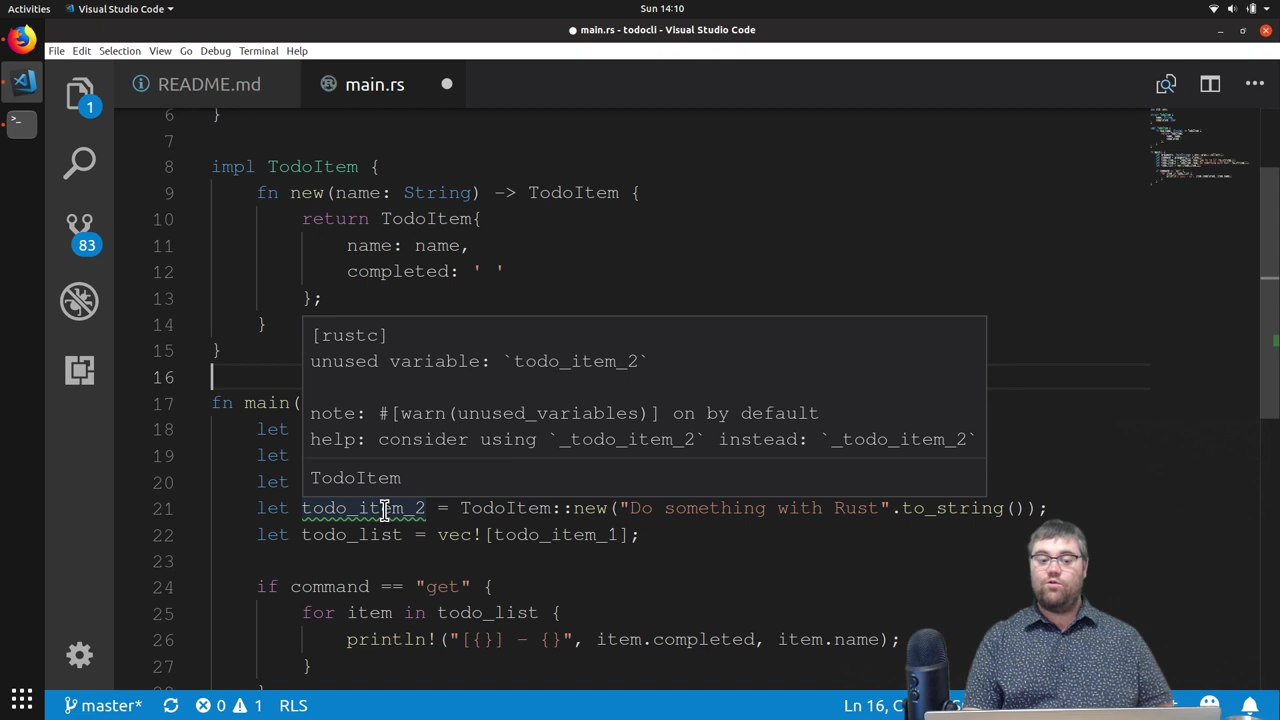 Activities
Visual Studio Code
Sun 14:10
main.rs - todocli - Visual Studio Code
File Edit Selection View Go Debug Terminal Help
README.md
main.rs
1
83
6 }
7
8 impl TodoItem {
9 fn new(name: String) -> TodoItem {
10 return TodoItem{
11 name: name,
12 completed: ' '
13 };
14 }
15 }
16
[rustc]
unused variable: `todo_item_2`
note: #[warn(unused_variables)] on by default
help: consider using `_todo_item_2` instead: `_todo_item_2`
TodoItem
17 fn main(
18 let
19 let
20 let
21 let todo_item_2 = TodoItem::new("Do something with Rust".to_string());
22 let todo_list = vec![todo_item_1];
23
24 if command == "get" {
25 for item in todo_list {
26 println!("[{}] - {}", item.completed, item.name);
27 }
master*
0
1
RLS
Ln 16, C